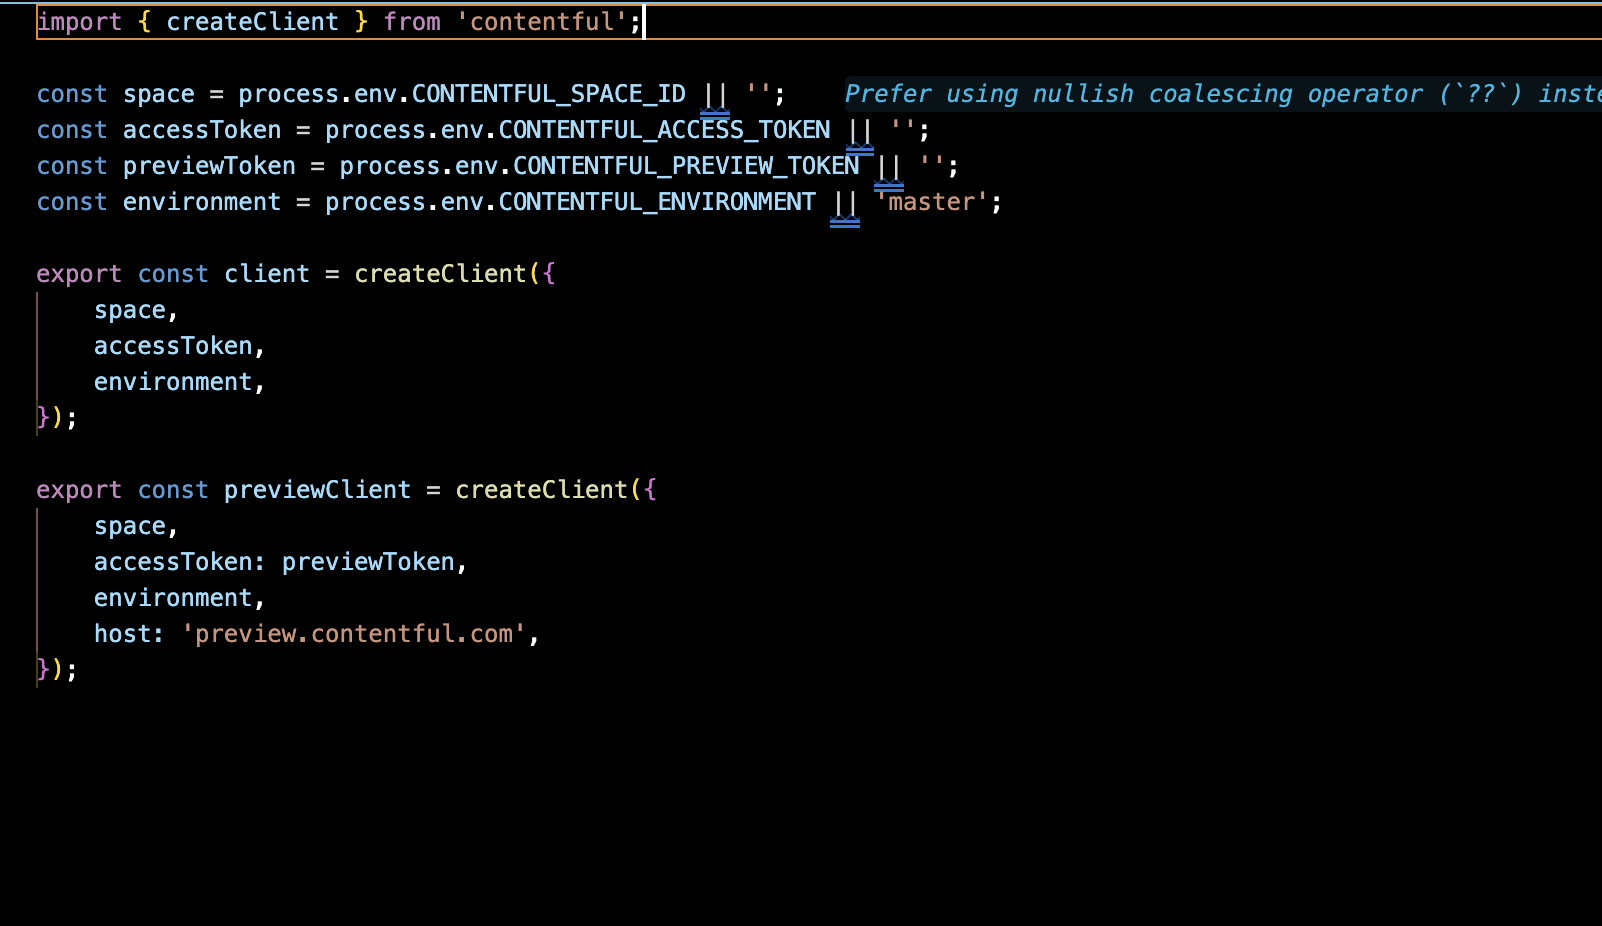 import { createClient } from 'contentful';
const space = process.env.CONTENTFUL_SPACE_ID || ''; Prefer using nullish coalescing operator (`??`)
const accessToken = process.env.CONTENTFUL_ACCESS_TOKEN || '';
const previewToken = process.env.CONTENTFUL_PREVIEW_TOKEN || '';
const environment = process.env.CONTENTFUL_ENVIRONMENT || 'master';
export const client = createClient({
space,
accessToken,
environment,
});
export const previewClient = createClient({
space,
accessToken: previewToken,
environment,
host: 'preview.contentful.com',
});